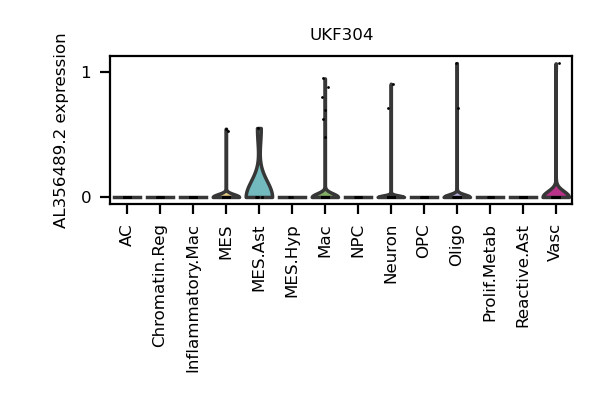 UKF304
AL356489.2 expression
1
0
AC
Chromatin.Reg
Inflammatory.Mac
MES
MES.Ast
MES.Hyp
Mac
NPC
Neuron
OPC
Oligo
Prolif.Metab
Reactive.Ast
Vasc